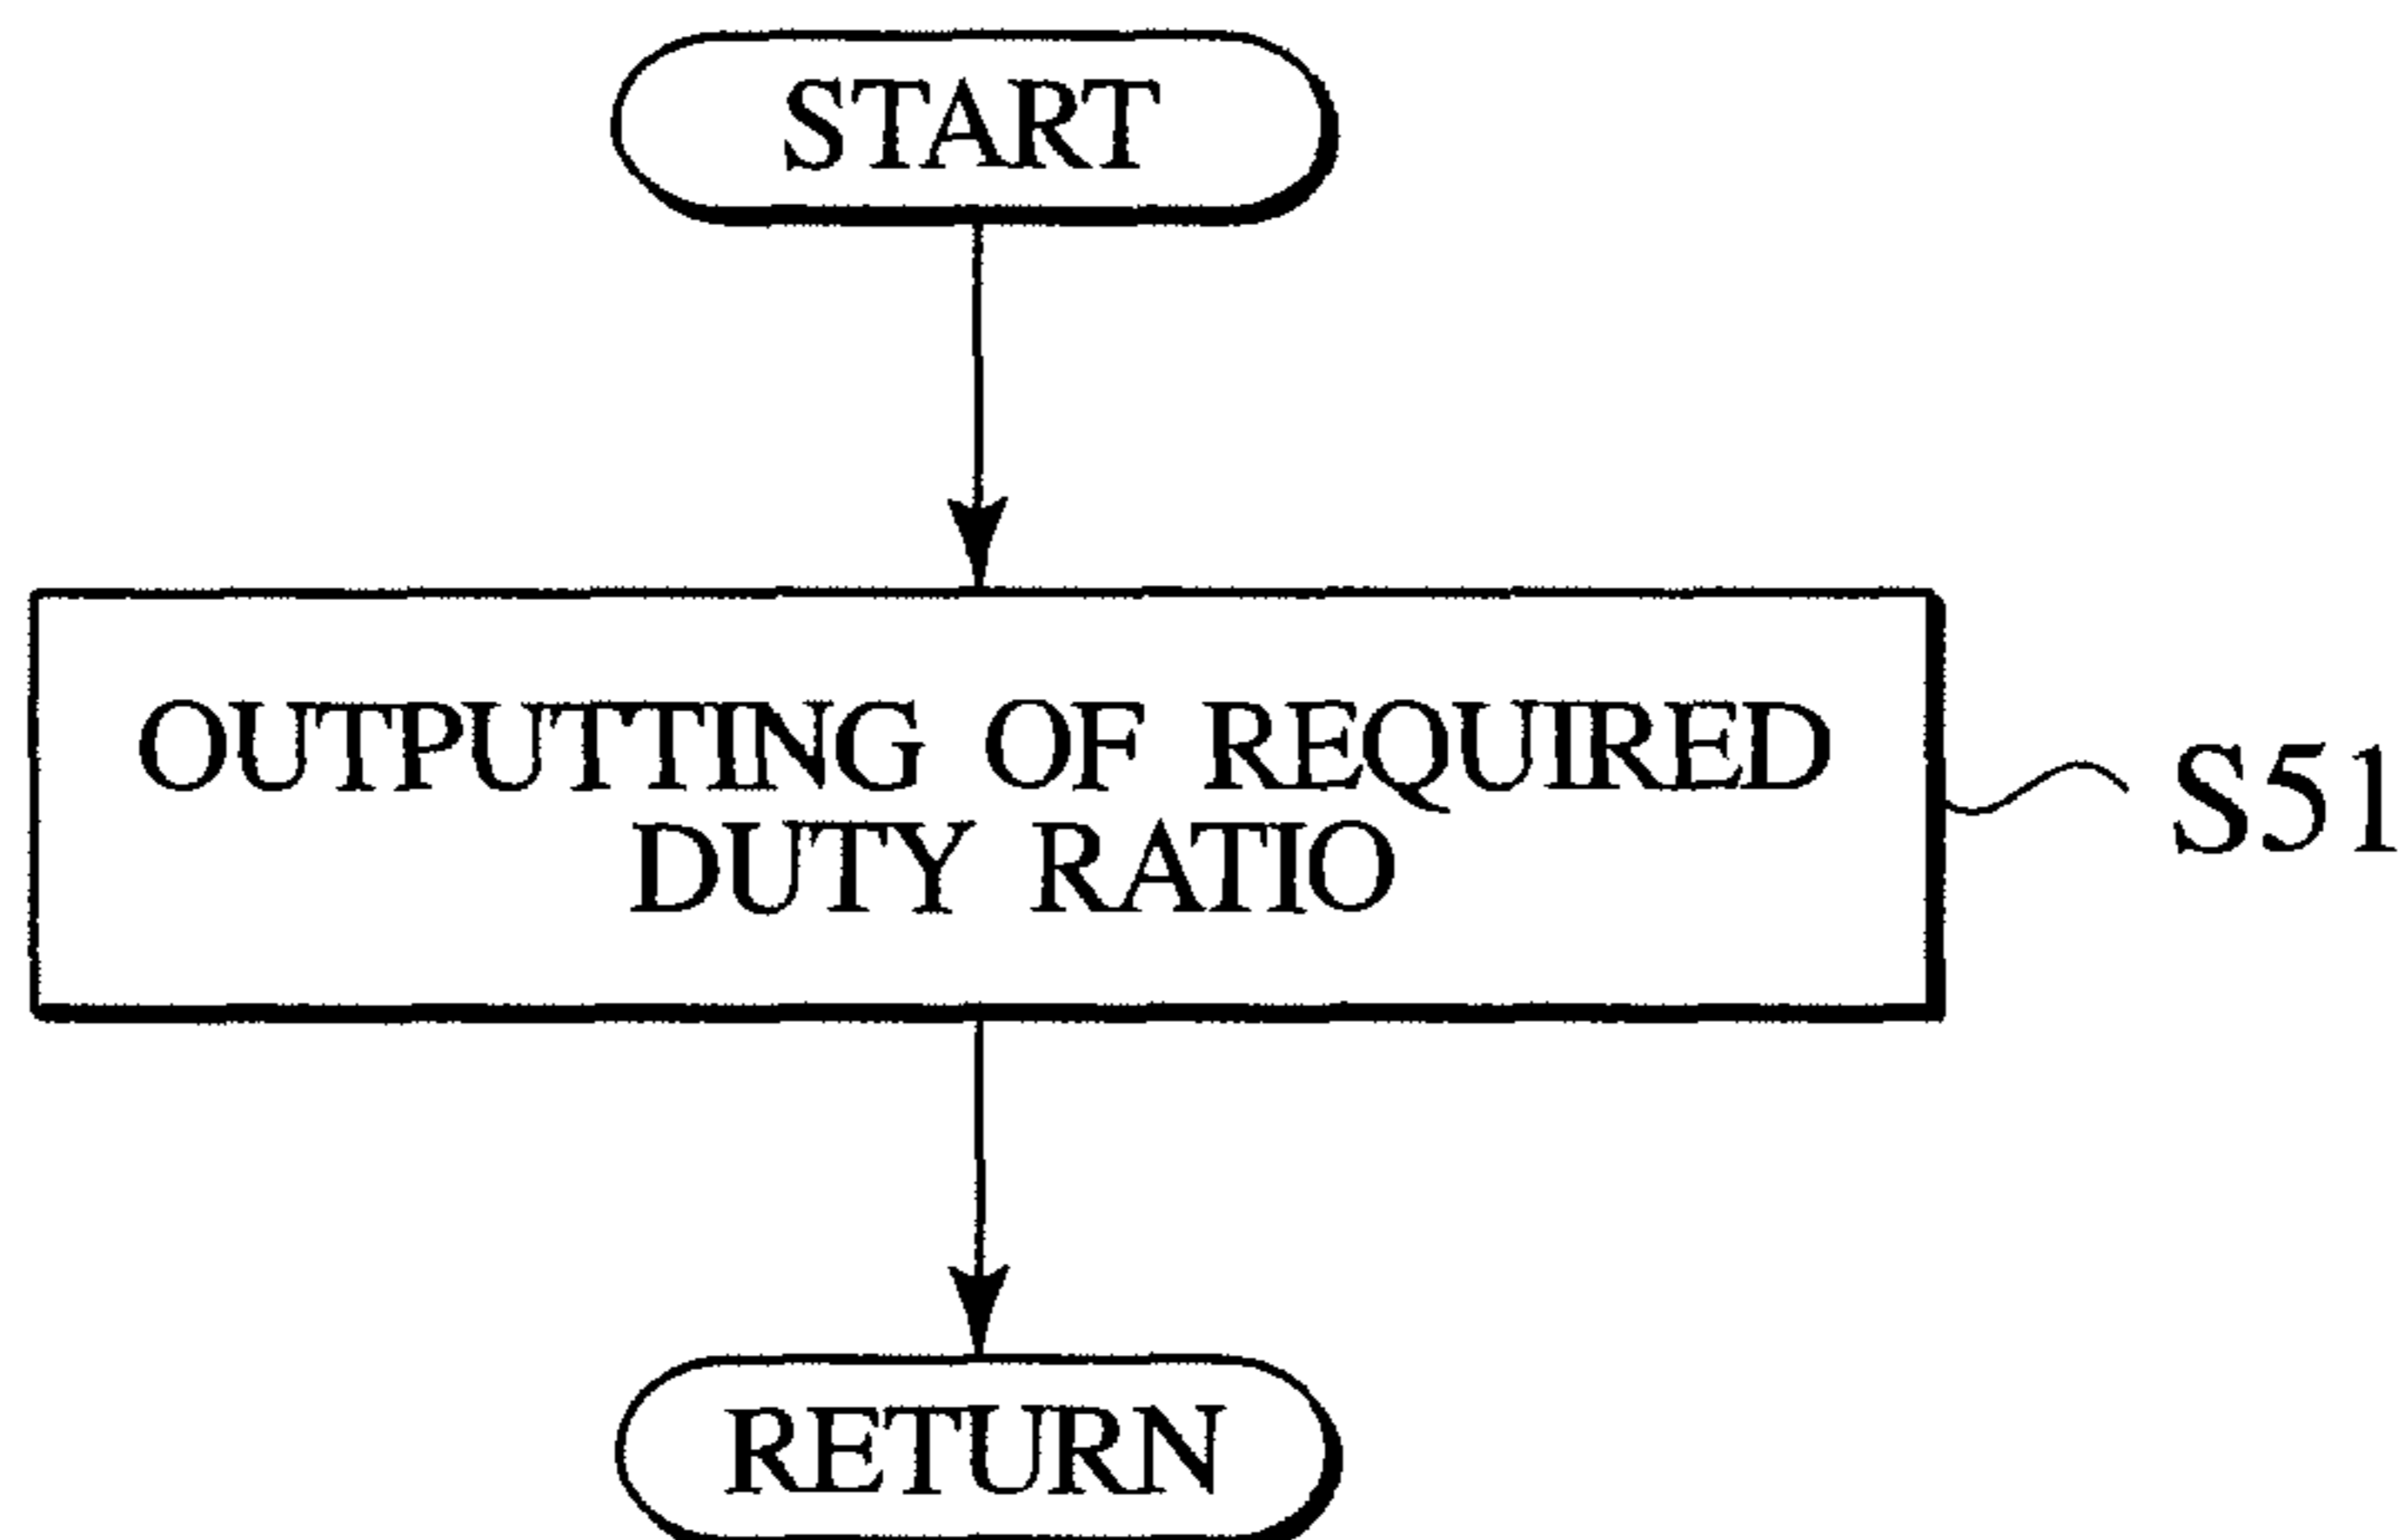 START
OUTPUTTING OF REQUIRED
DUTY RATIO
S51
RETURN